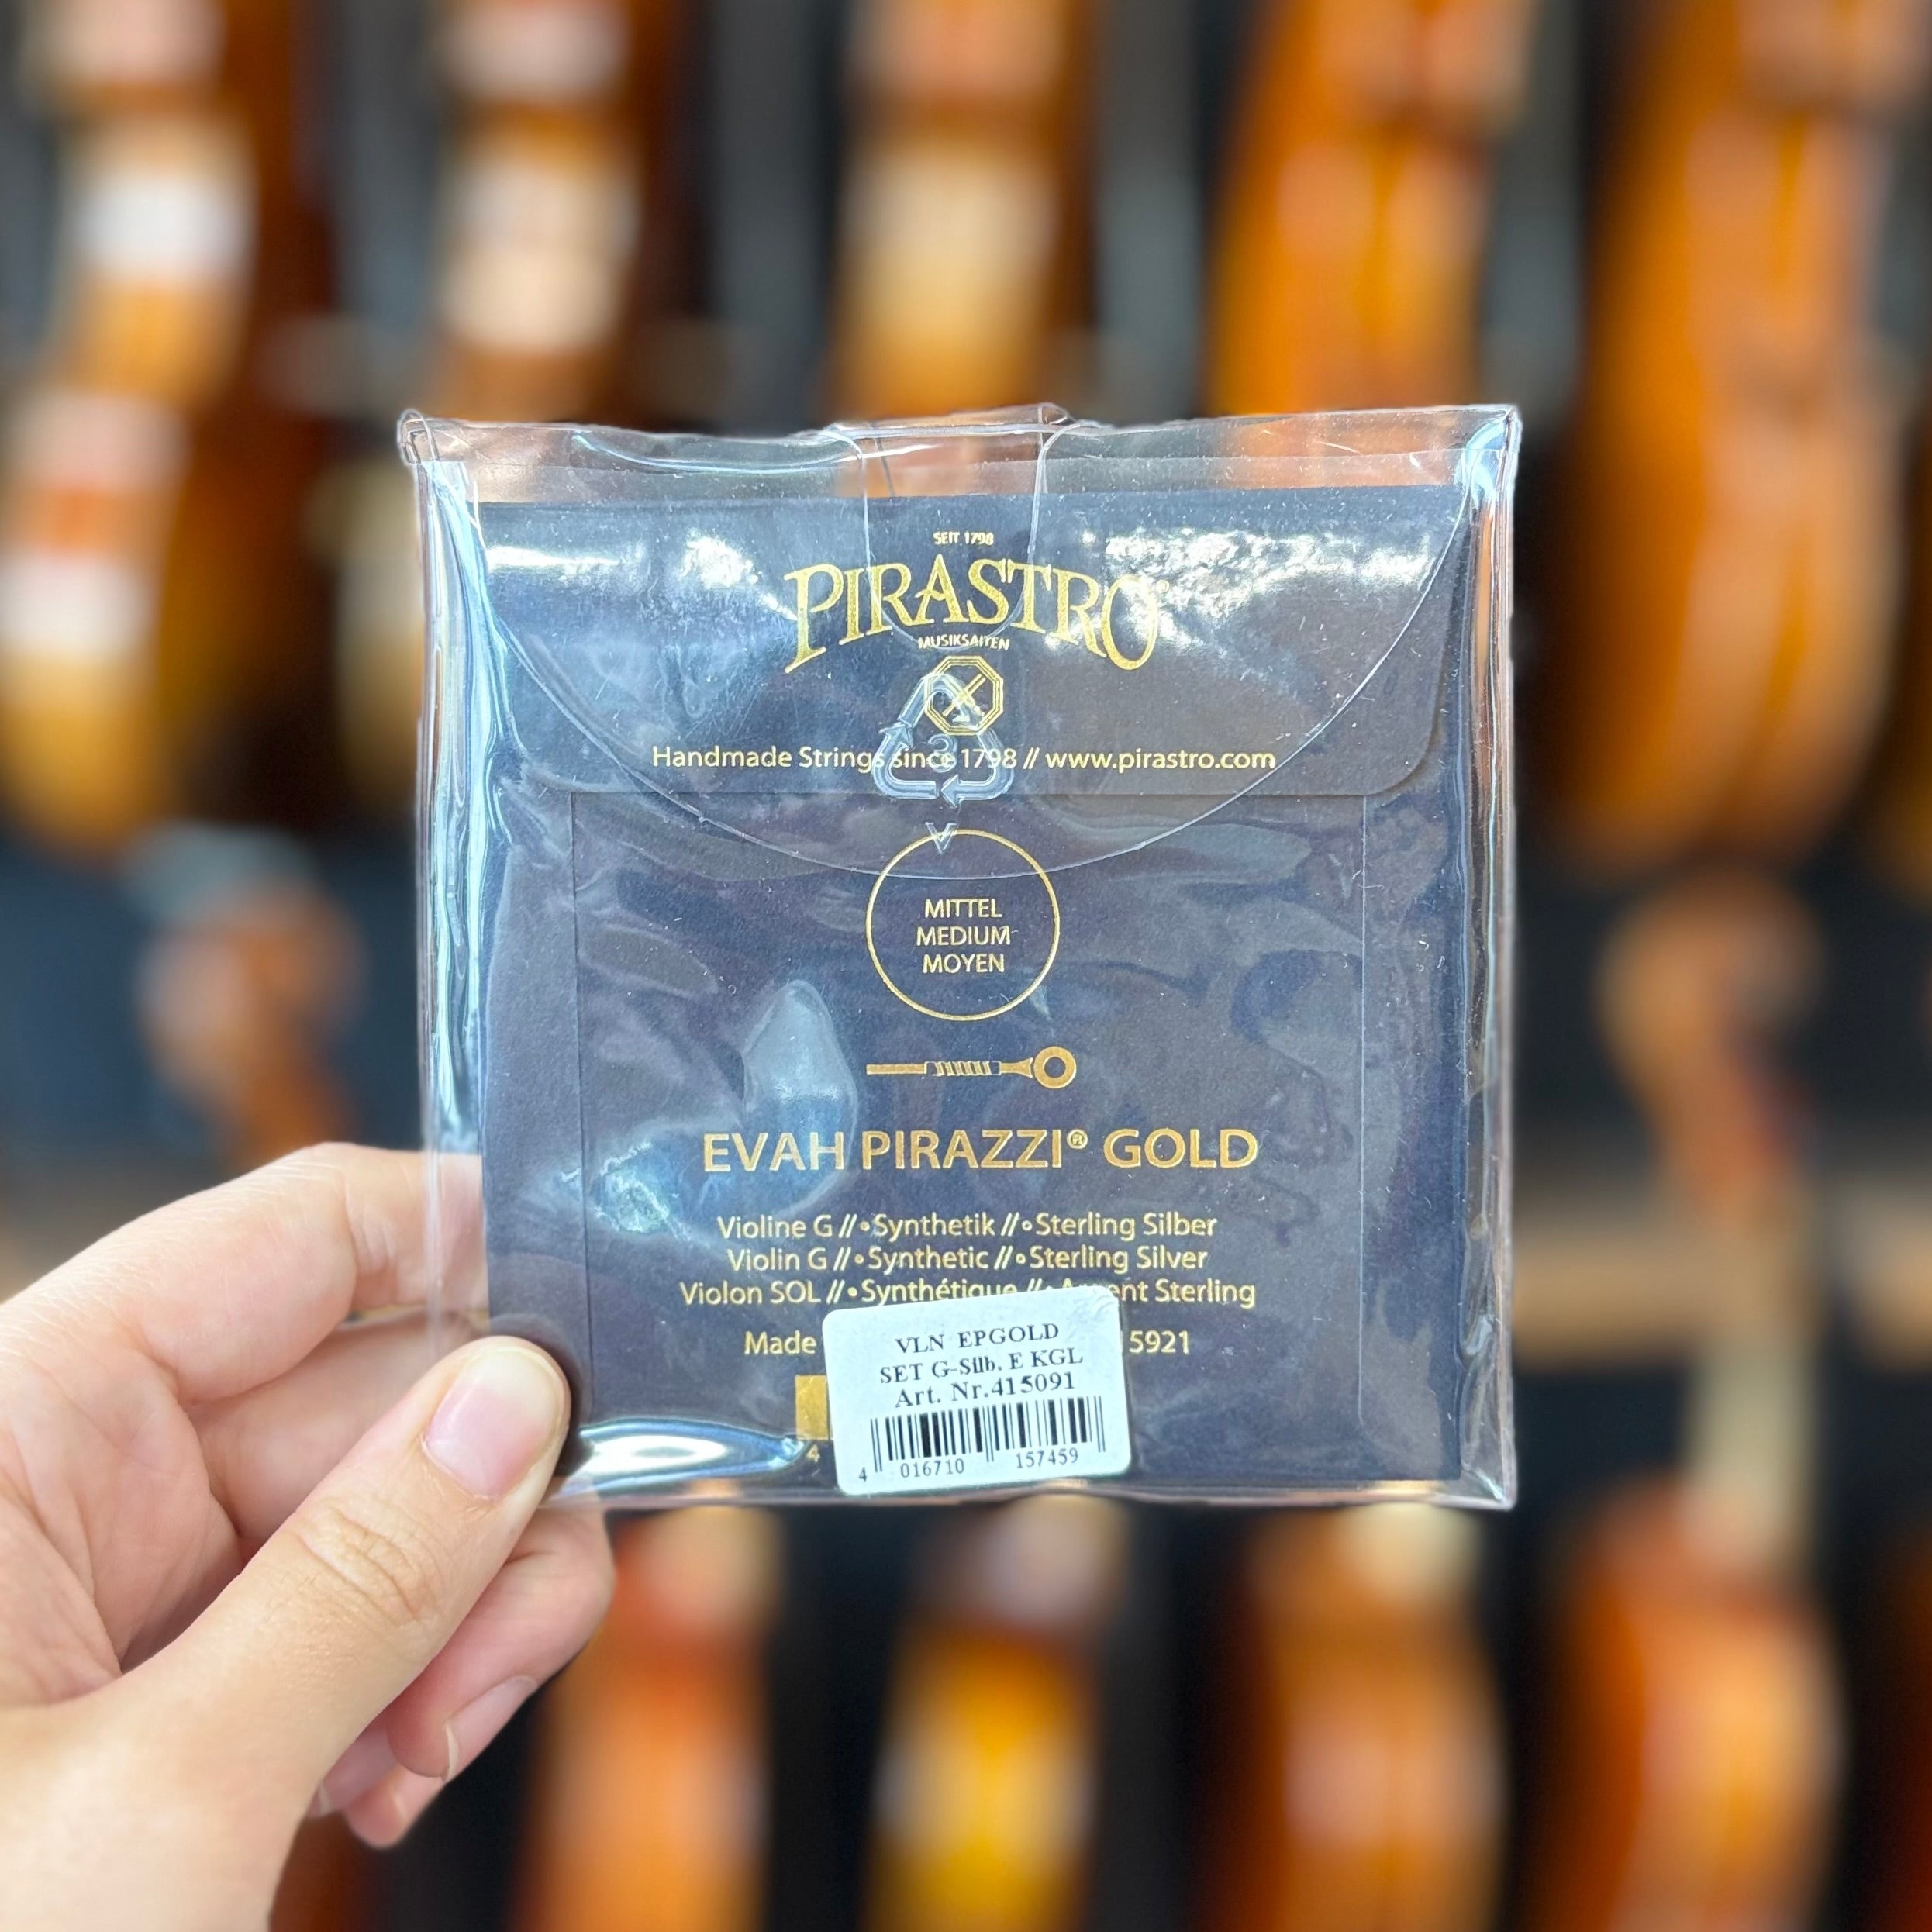 SEIT 1798
PIRASTRO®
MUSIKSAITEN
3
Handmade Strings since 1798 // www.pirastro.com
V
MITTEL
MEDIUM
MOYEN
EVAH PIRAZZI® GOLD
Violine G //•Synthetik //∘Sterling Silber
Violin G //∘Synthetic //∘Sterling Silver
Violon SOL //•Synthétique // Sterling
Made 5921
VLN EPGOLD
SET G-Silb. E KGL
Art. Nr.415091
4
4 016710 157459